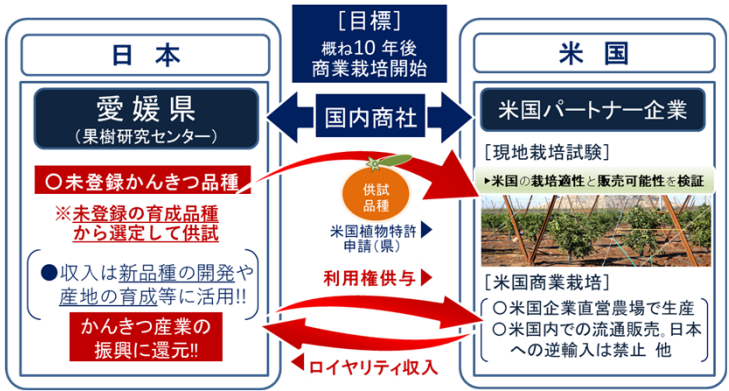 [目標]
概ね10年後
商業栽培開始
日本
米国
愛媛県
(果樹研究センター)
国内商社
米国パートナー企業
〇未登録かんきつ品種
※未登録の育成品種
から選定して供試
●収入は新品種の開発や
産地の育成等に活用!!
かんきつ産業の
振興に還元!!
供試
品種
米国植物特許
申請(県)▶
利用権供与▶
◀ロイヤリティ収入
[現地栽培試験]
▶米国の栽培適性と販売可能性を検証
[米国商業栽培]
〇米国企業直営農場で生産
〇米国内での流通販売。日本
への逆輸入は禁止 他